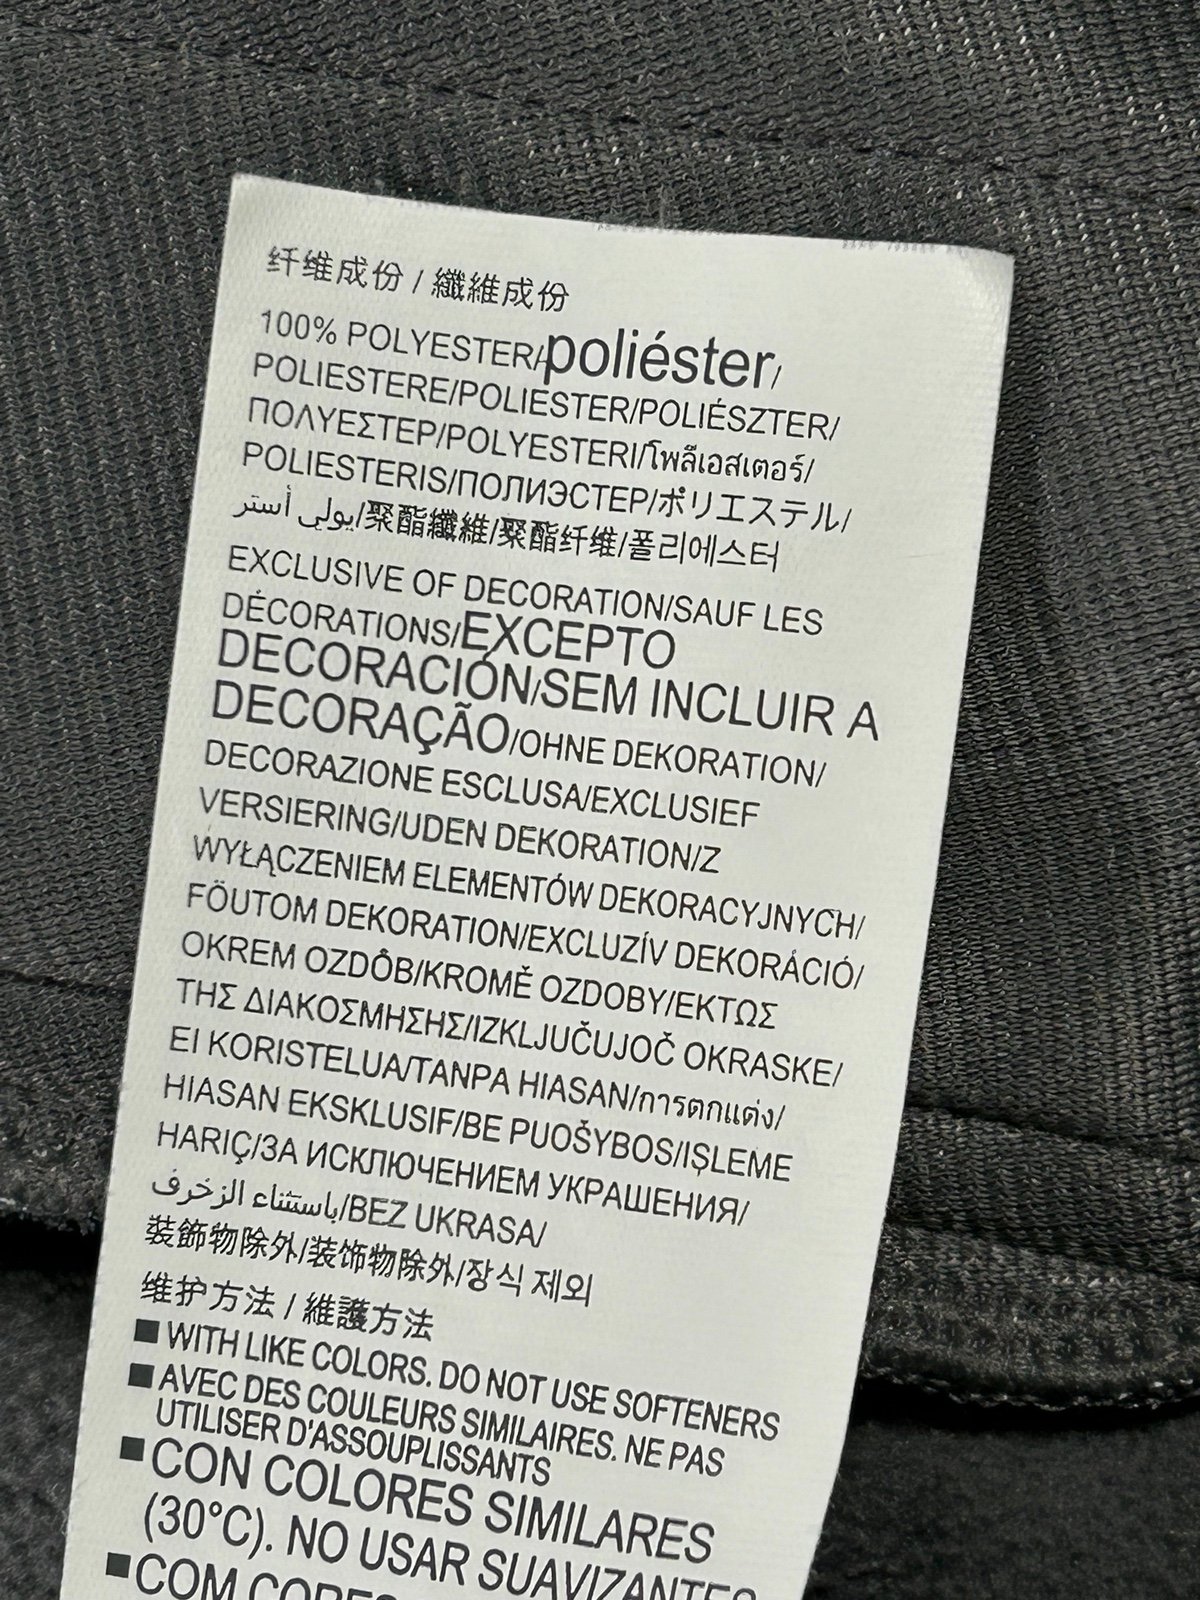 纤维成份 / 纖維成份
100% POLYESTER/poliéster/
POLIESTERE/POLIESTER/POLIÉSZTER/
ΠΟΛΥΕΣΤΕΡ/POLYESTERI/โพลีเอสเตอร์/
POLIESTERIS/ПОЛИЭСТЕР/ポリエステル/
بولي أستر/聚酯纖維/聚酯纤维/폴리에스터
EXCLUSIVE OF DECORATION/SAUF LES
DÉCORATIONS/EXCEPTO
DECORACIÓN/SEM INCLUIR A
DECORAÇÃO/OHNE DEKORATION/
DECORAZIONE ESCLUSA/EXCLUSIEF
VERSIERING/UDEN DEKORATION/Z
WYŁĄCZENIEM ELEMENTÓW DEKORACYJNYCH/
FÖUTOM DEKORATION/EXCLUZÍV DEKORÁCIÓ/
OKREM OZDÔB/KROMĚ OZDOBY/ΕΚΤΩΣ
ΤΗΣ ΔΙΑΚΟΣΜΗΣΗΣ/IZKLJUČUJOČ OKRASKE/
EI KORISTELUA/TANPA HIASAN/การตกแต่ง/
HIASAN EKSKLUSIF/BE PUOŠYBOS/IŞLEME
HARIÇ/ЗА ИСКЛЮЧЕНИЕМ УКРАШЕНИЯ/
باستثناء الزخرف/BEZ UKRASA/
装飾物除外/装饰物除外/장식 제외
维护方法 / 維護方法
■ WITH LIKE COLORS. DO NOT USE SOFTENERS
■ AVEC DES COULEURS SIMILAIRES. NE PAS
UTILISER D'ASSOUPLISSANTS
■ CON COLORES SIMILARES
(30°C). NO USAR SUAVIZANTES
■ COM CORES